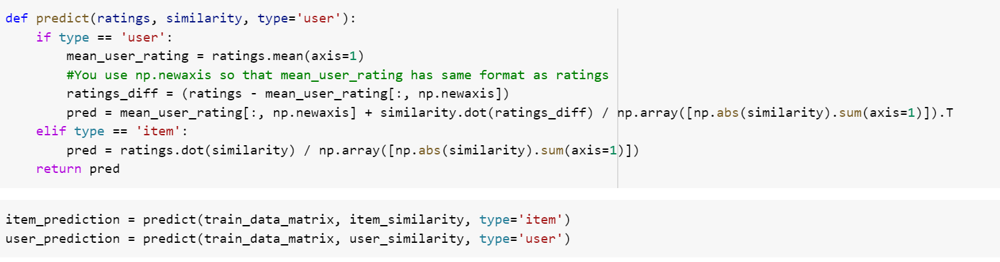 def predict(ratings, similarity, type='user'):
    if type == 'user':
        mean_user_rating = ratings.mean(axis=1)
        #You use np.newaxis so that mean_user_rating has same format as ratings
        ratings_diff = (ratings - mean_user_rating[:, np.newaxis])
        pred = mean_user_rating[:, np.newaxis] + similarity.dot(ratings_diff) / np.array([np.abs(similarity).sum(axis=1)]).T
    elif type == 'item':
        pred = ratings.dot(similarity) / np.array([np.abs(similarity).sum(axis=1)])
    return pred
item_prediction = predict(train_data_matrix, item_similarity, type='item')
user_prediction = predict(train_data_matrix, user_similarity, type='user')